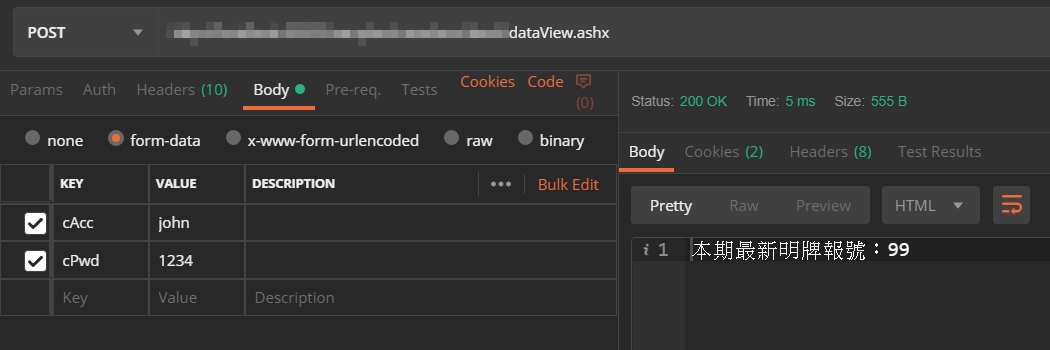 POST dataView.ashx
Params Auth Headers (10) Body Pre-req. Tests Cookies Code (0)
none form-data x-www-form-urlencoded raw binary
KEY VALUE DESCRIPTION ••• Bulk Edit
cAcc john
cPwd 1234
Key Value Description
Status: 200 OK Time: 5 ms Size: 555 B
Body Cookies (2) Headers (8) Test Results
Pretty Raw Preview HTML
i 1 本期最新明牌報號：99